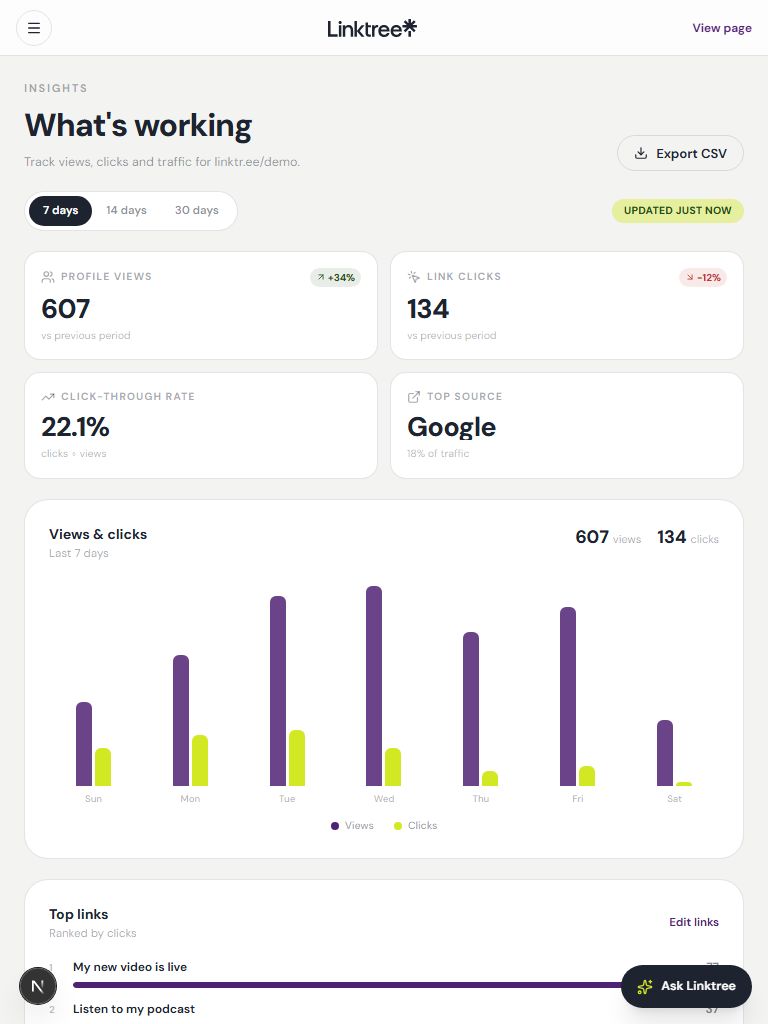 Linktree
View page
INSIGHTS
What's working
Track views, clicks and traffic for linktr.ee/demo.
Export CSV
7 days 14 days 30 days
UPDATED JUST NOW
PROFILE VIEWS
+34%
607
vs previous period
LINK CLICKS
-12%
134
vs previous period
CLICK-THROUGH RATE
22.1%
clicks ÷ views
TOP SOURCE
Google
18% of traffic
Views & clicks
Last 7 days
607 views 134 clicks
Sun Mon Tue Wed Thu Fri Sat
Views Clicks
Top links
Ranked by clicks
Edit links
1 My new video is live 77
2 Listen to my podcast 37
N
Ask Linktree